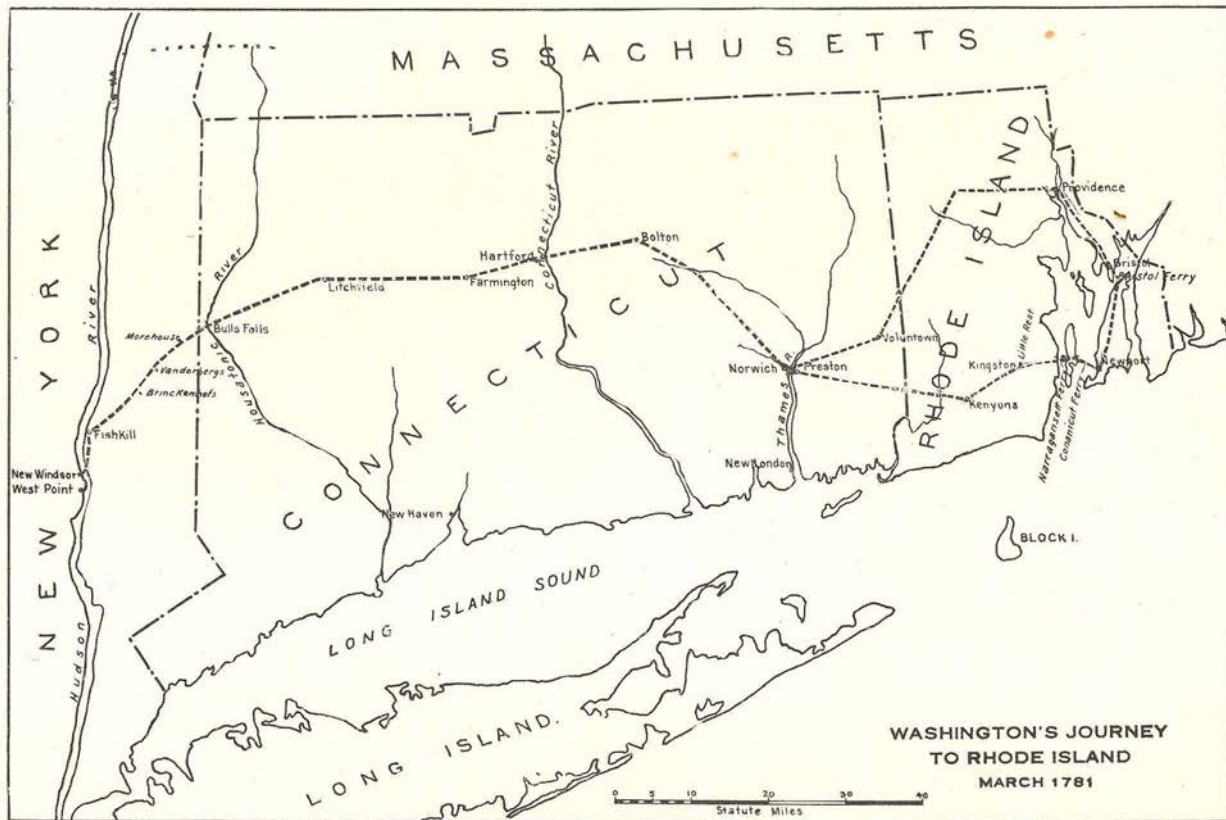 MASSACHUSETTS
NEW YORK
River
Hudson
CONNECTICUT
RHODE ISLAND
River
Housatonic
Connecticut River
Thames R.
Providence
Bristol
Bristol Ferry
Bolton
Hartford
Farmington
Litchfield
Bulls Falls
Morehouse
Vanderbergs
Brinckenhofs
FishKill
New Windsor
West Point
Voluntown
Norwich
Preston
Kingston
Little Rest
Newport
Kenyons
Narragansett Ferry
Conanicut Ferry
New London
New Haven
BLOCK I.
LONG ISLAND SOUND
LONG ISLAND.
WASHINGTON'S JOURNEY
TO RHODE ISLAND
MARCH 1781
0 5 10 20 30 40
Statute Miles